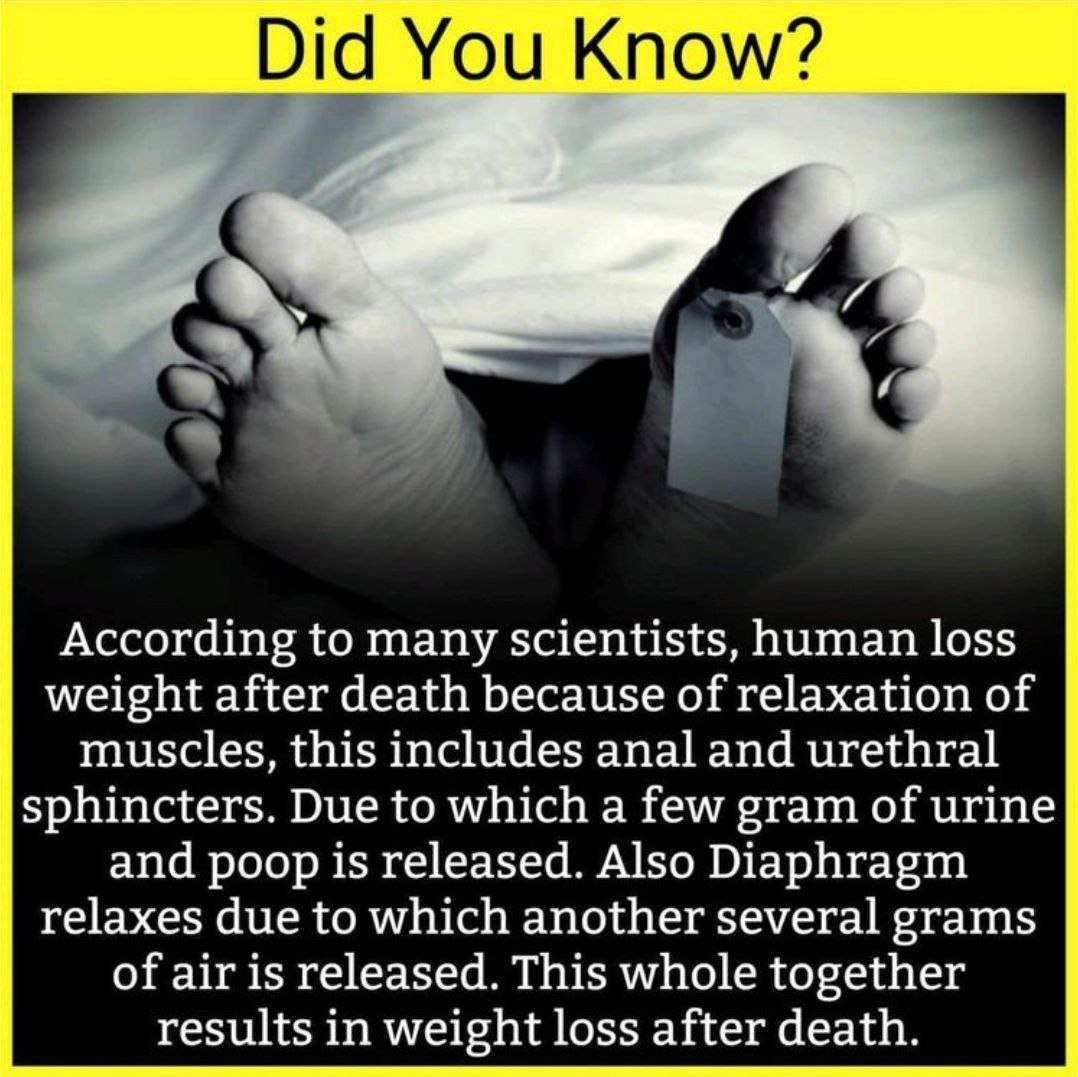 Did You Know?
According to many scientists, human loss
weight after death because of relaxation of
muscles, this includes anal and urethral
sphincters. Due to which a few gram of urine
and poop is released. Also Diaphragm
relaxes due to which another several grams
of air is released. This whole together
results in weight loss after death.